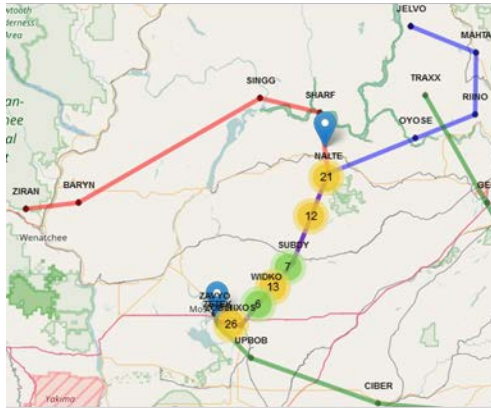 JELVO
MAHTA
TRAXX
SINGG
SHARF
RIINO
OYOSE
NALTE
21
ZIRAN
BARYN
12
Wenatchee
SUBDY
7
WIDKO
13
ZAVYO
6
26
UPBOB
CIBER
Yakima